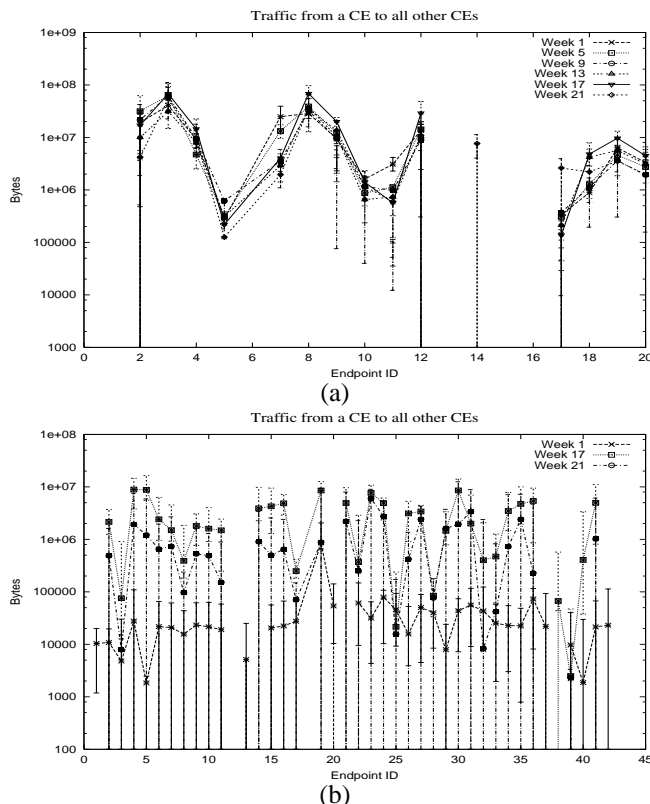 Traffic from a CE to all other CEs
1e+09
1e+08
1e+07
1e+06
100000
10000
1000
Bytes
0 2 4 6 8 10 12 14 16 18 20
Endpoint ID
Week 1
Week 5
Week 9
Week 13
Week 17
Week 21
(a)
Traffic from a CE to all other CEs
1e+08
1e+07
1e+06
100000
10000
1000
100
Bytes
0 5 10 15 20 25 30 35 40 45
Endpoint ID
Week 1
Week 17
Week 21
(b)